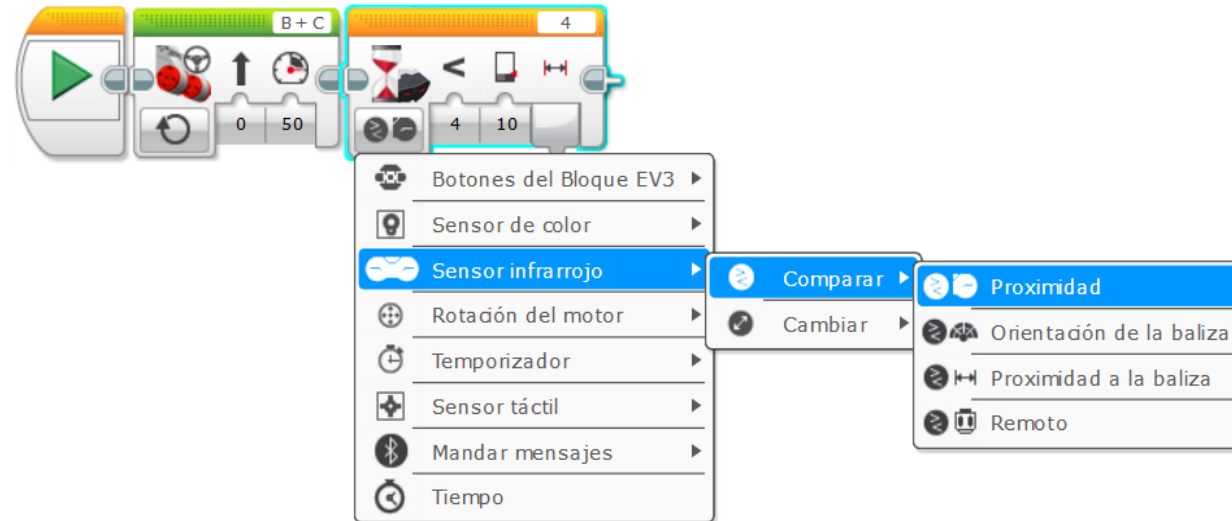 B + C
4
<
0 50
4 10
Botones del Bloque EV3
Sensor de color
Sensor infrarrojo
Rotación del motor
Temporizador
Sensor táctil
Mandar mensajes
Tiempo
Comparar
Cambiar
Proximidad
Orientación de la baliza
Proximidad a la baliza
Remoto